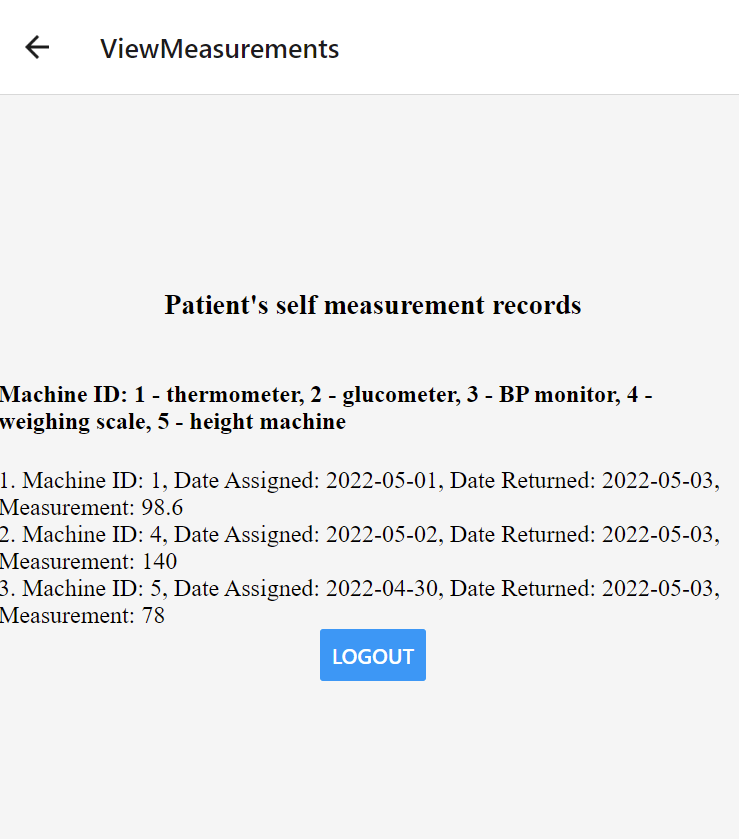 ViewMeasurements
Patient's self measurement records
Machine ID: 1 - thermometer, 2 - glucometer, 3 - BP monitor, 4 -
weighing scale, 5 - height machine
1. Machine ID: 1, Date Assigned: 2022-05-01, Date Returned: 2022-05-03,
Measurement: 98.6
2. Machine ID: 4, Date Assigned: 2022-05-02, Date Returned: 2022-05-03,
Measurement: 140
3. Machine ID: 5, Date Assigned: 2022-04-30, Date Returned: 2022-05-03,
Measurement: 78
LOGOUT